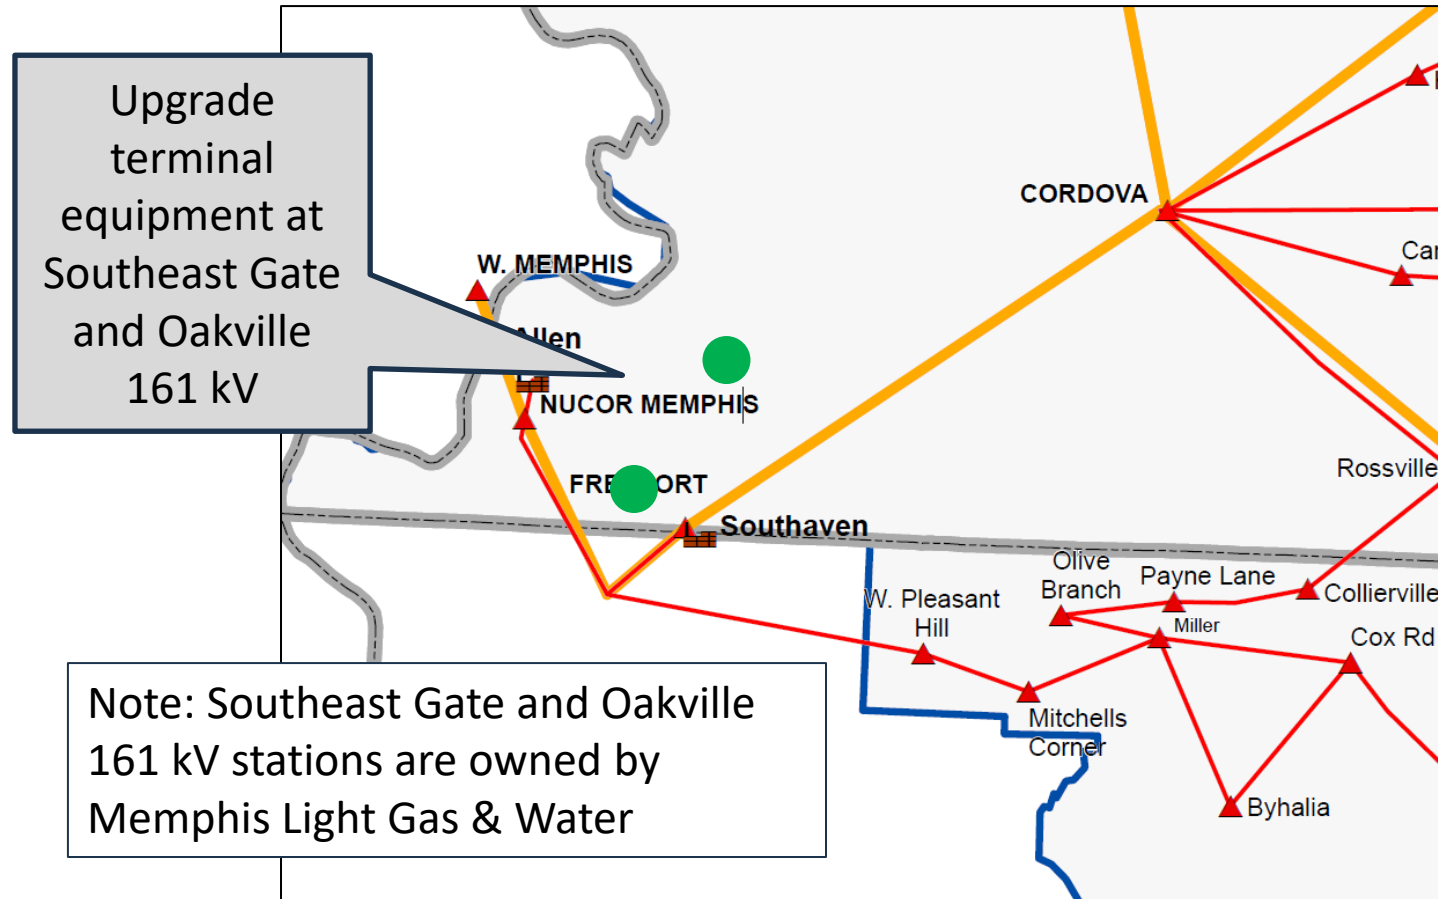 Upgrade
terminal
equipment at
Southeast Gate
and Oakville
161 kV
CORDOVA
W. MEMPHIS
Allen
NUCOR MEMPHIS
Southaven
Rossville
Olive
Branch
Payne Lane
Collierville
W. Pleasant
Hill
Miller
Cox Rd
Mitchells
Corner
Byhalia
Note: Southeast Gate and Oakville
161 kV stations are owned by
Memphis Light Gas & Water